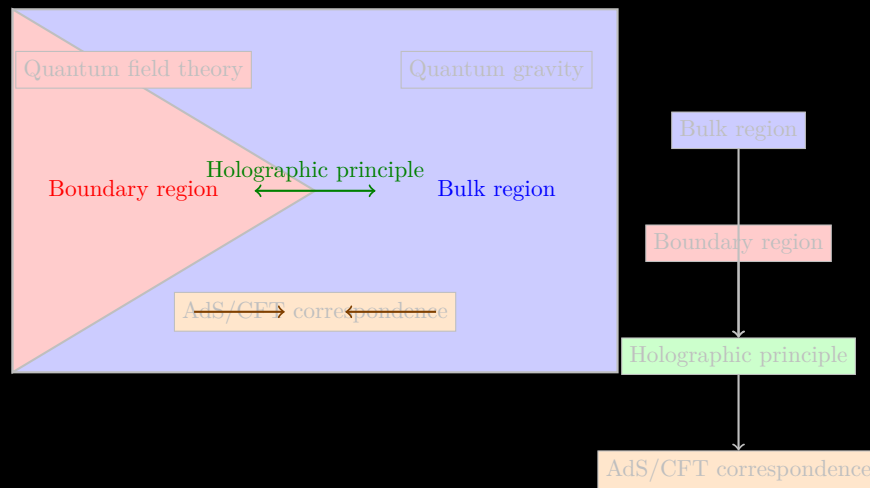 Quantum field theory
Quantum gravity
Bulk region
Holographic principle
Boundary region
Bulk region
Boundary region
AdS/CFT correspondence
Holographic principle
AdS/CFT correspondence